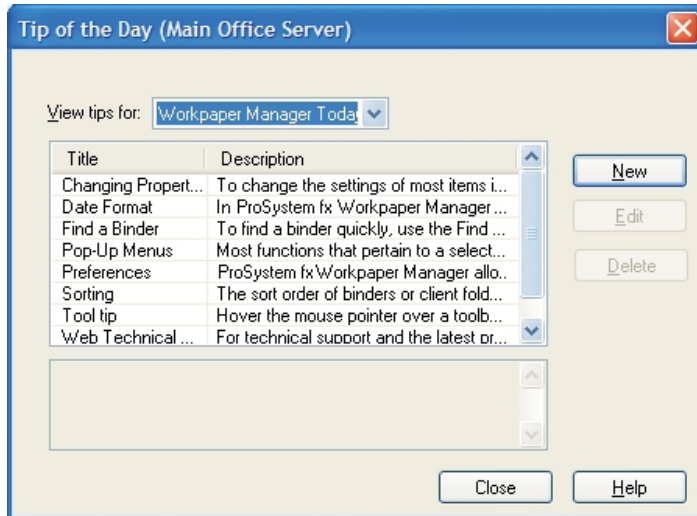 Tip of the Day (Main Office Server)
View tips for: Workpaper Manager Toda
Title Description
Changing Propert... To change the settings of most items i...
Date Format In ProSystem fx Workpaper Manager ...
Find a Binder To find a binder quickly, use the Find ...
Pop-Up Menus Most functions that pertain to a select...
Preferences ProSystem fx Workpaper Manager allo...
Sorting The sort order of binders or client fold...
Tool tip Hover the mouse pointer over a toolb...
Web Technical ... For technical support and the latest pr...
New
Edit
Delete
Close Help